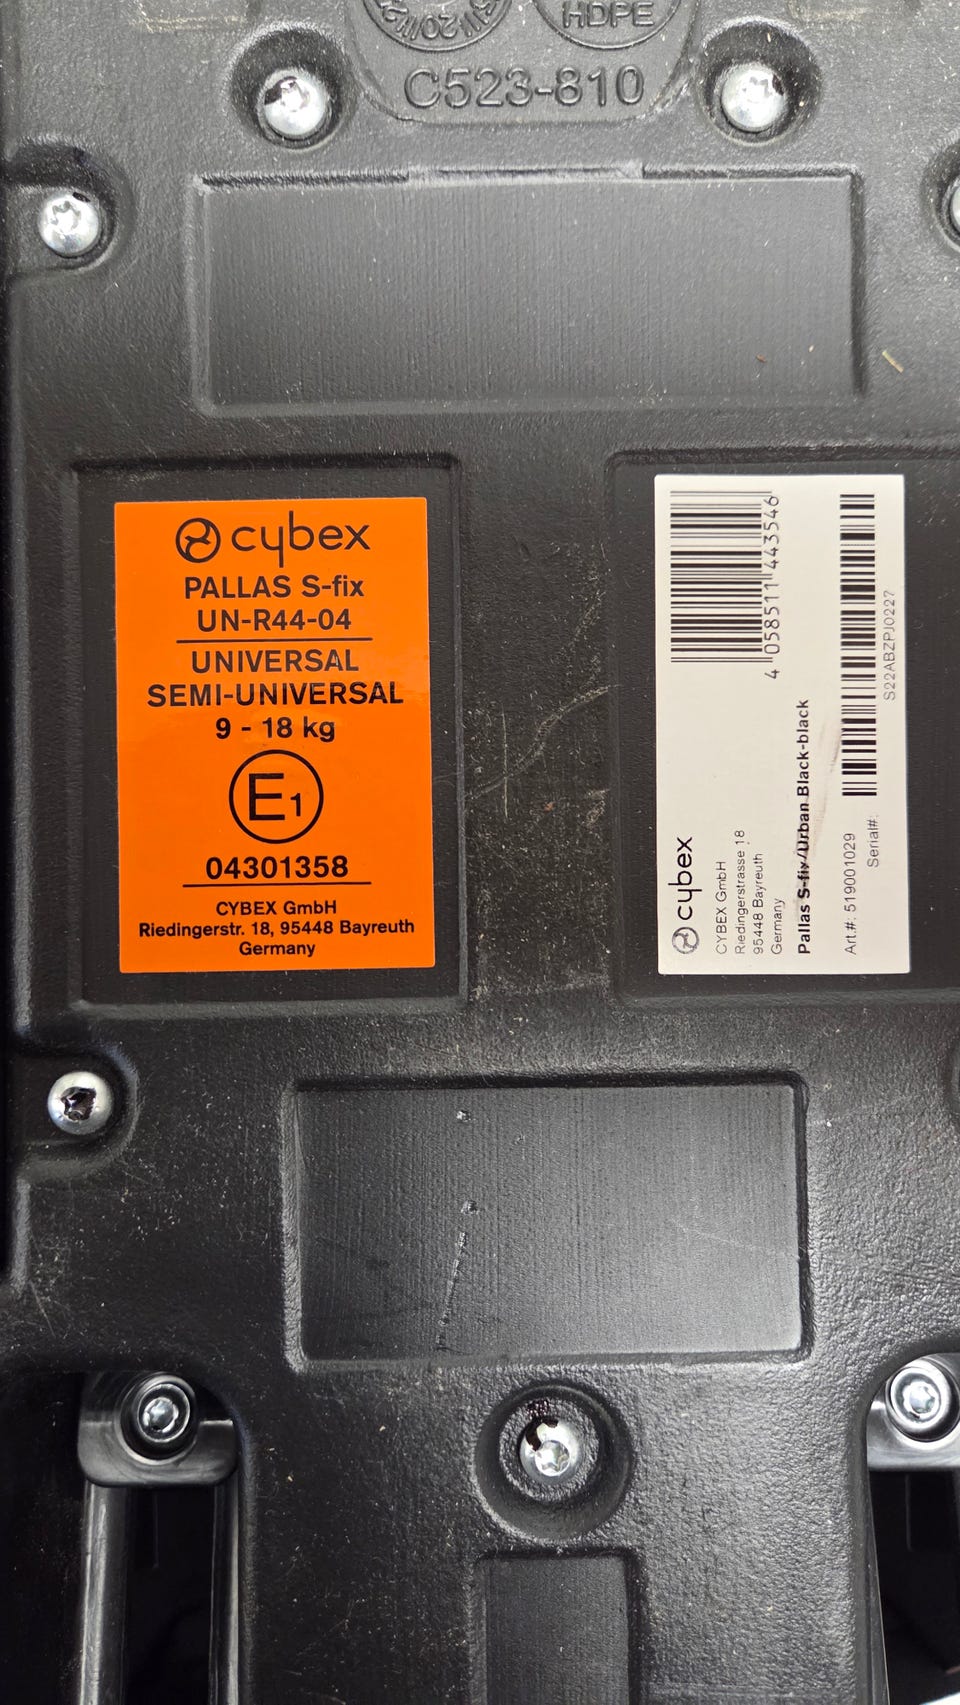 HDPE
C523-810
cybex
PALLAS S-fix
UN-R44-04
UNIVERSAL
SEMI-UNIVERSAL
9 - 18 kg
E1
04301358
CYBEX GmbH
Riedingerstr. 18, 95448 Bayreuth
Germany
cybex
CYBEX GmbH
Riedingerstrasse 18
95448 Bayreuth
Germany
4 058511 443546
Pallas S-fix/Urban Black-black
Art.#: 519001029
Serial#:
S22ABZPJ0227